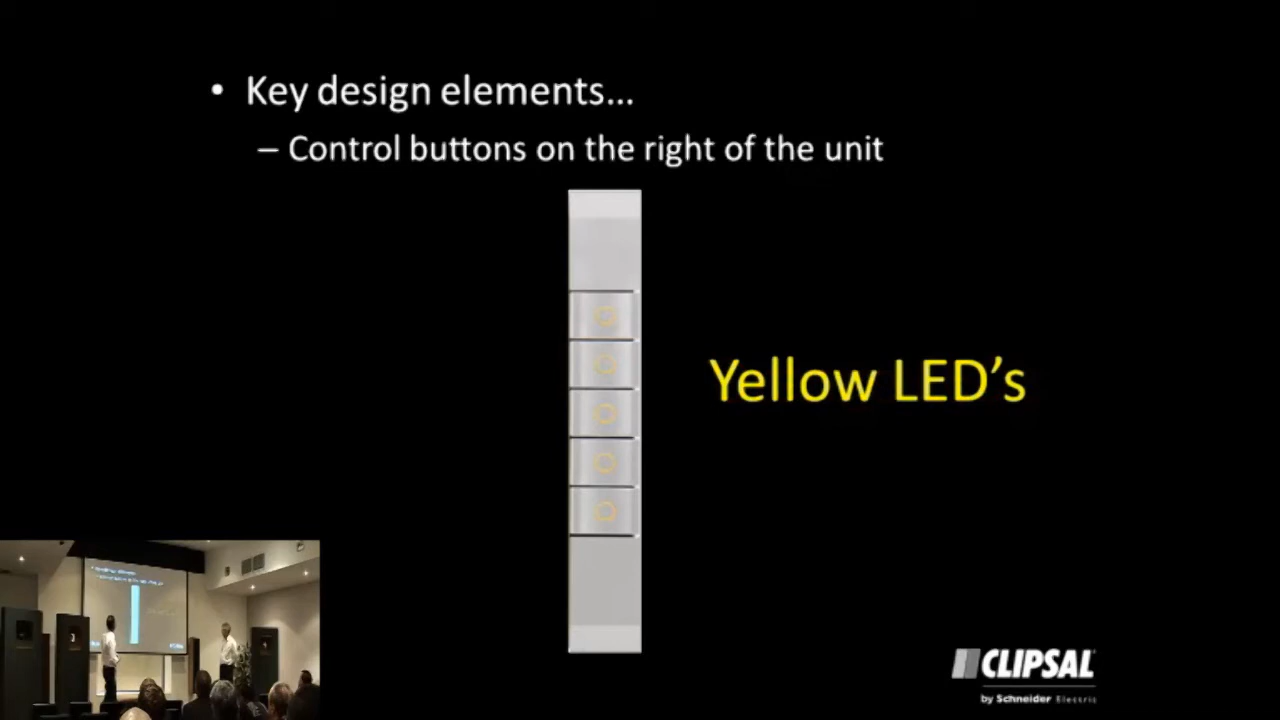 • Key design elements...
– Control buttons on the right of the unit
Yellow LED's
CLIPSAL
by Schneider Electric